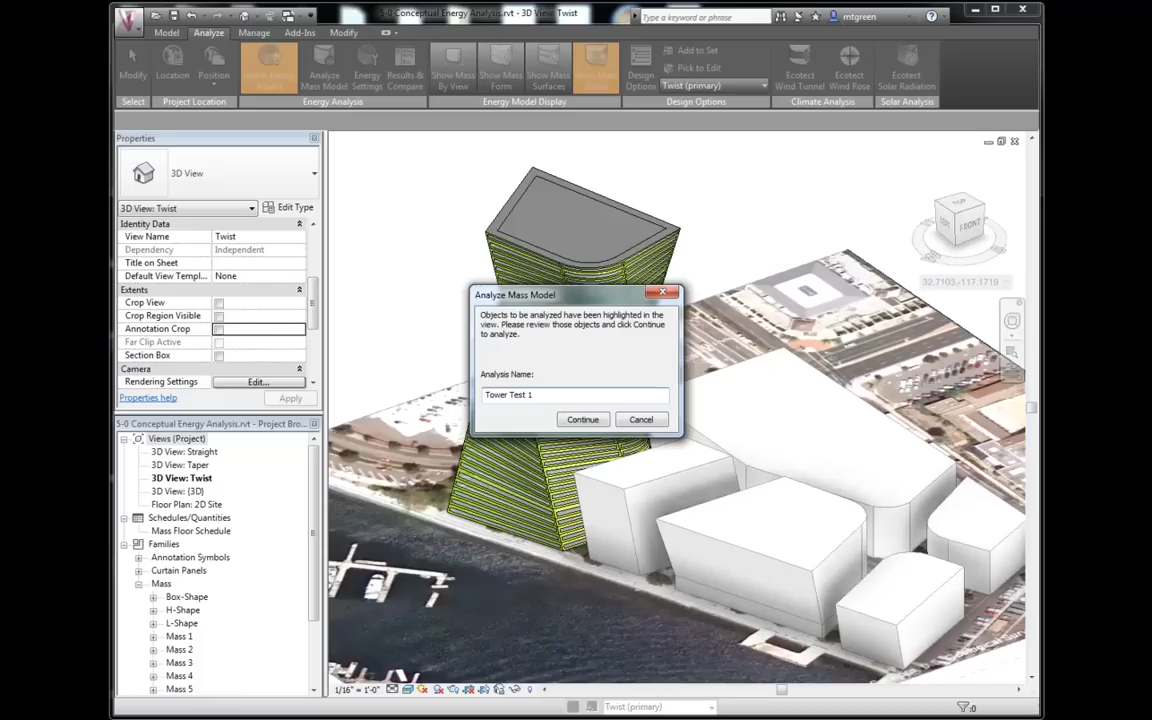 5-0 Conceptual Energy Analysis.rvt - 3D View: Twist
Type a keyword or phrase
mtgreen
Model Analyze Manage Add-Ins Modify
Modify
Location
Position
Analyze
Mass Model
Energy
Settings
Results &
Compare
Show Mass
By View
Show Mass
Form
Show Mass
Surfaces
Design
Options
Add to Set
Pick to Edit
Twist (primary)
Ecotect
Wind Tunnel
Ecotect
Wind Rose
Ecotect
Solar Radiation
Select Project Location Energy Analysis Energy Model Display Design Options Climate Analysis Solar Analysis
Properties
3D View
3D View: Twist Edit Type
Identity Data
View Name Twist
Dependency Independent
Title on Sheet
Default View Templ... None
Extents
Crop View
Crop Region Visible
Annotation Crop
Far Clip Active
Section Box
Camera
Rendering Settings Edit...
Properties help Apply
5-0 Conceptual Energy Analysis.rvt - Project Bro...
Views (Project)
3D View: Straight
3D View: Taper
3D View: Twist
3D View: {3D}
Floor Plan: 2D Site
Schedules/Quantities
Mass Floor Schedule
Families
Annotation Symbols
Curtain Panels
Mass
Box-Shape
H-Shape
L-Shape
Mass 1
Mass 2
Mass 3
Mass 4
Mass 5
Analyze Mass Model
Objects to be analyzed have been highlighted in the
view. Please review those objects and click Continue
to analyze.
Analysis Name:
Tower Test 1
Continue Cancel
TOP
LEFT
FRONT
32.7103,-117.1719
1/16" = 1'-0"
Twist (primary)
:0